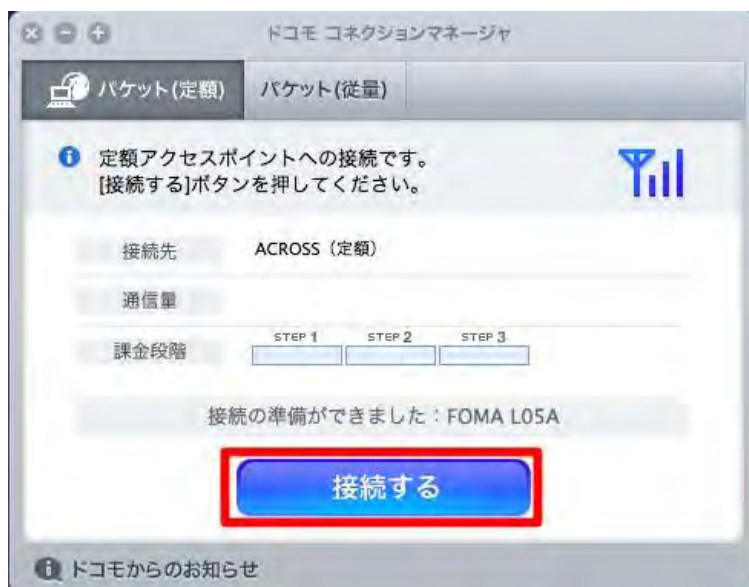 ドコモ コネクションマネージャ
パケット(定額) パケット(従量)
定額アクセスポイントへの接続です。
[接続する]ボタンを押してください。
接続先 ACROSS（定額）
通信量
課金段階 STEP 1 STEP 2 STEP 3
接続の準備ができました：FOMA L05A
接続する
ドコモからのお知らせ